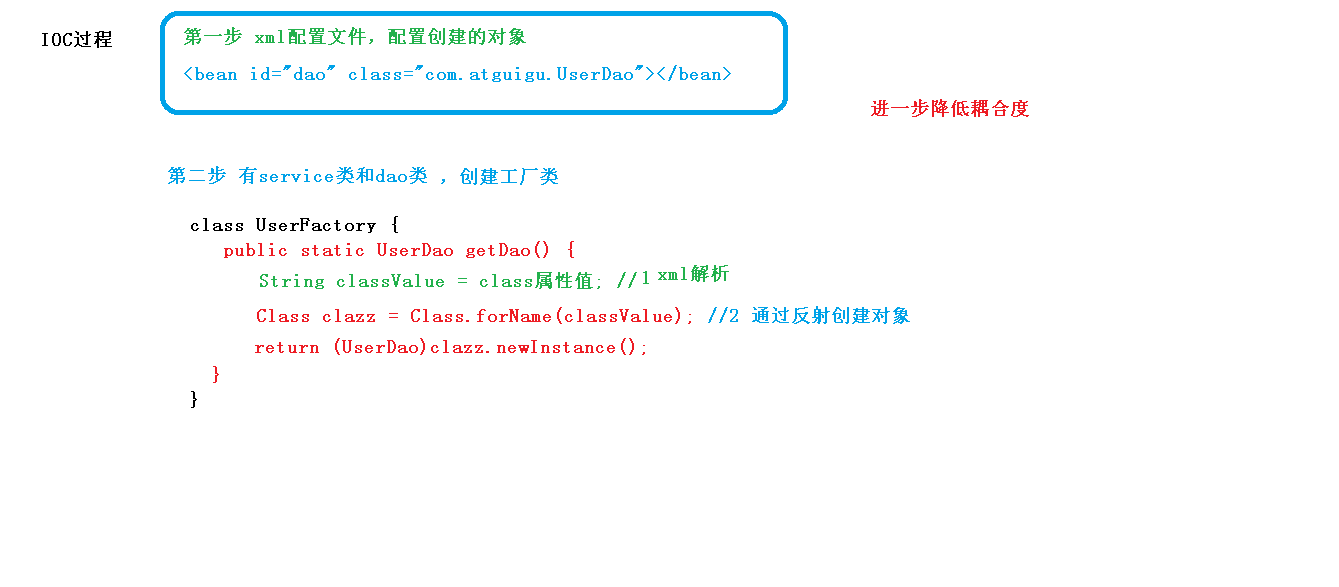 IOC过程
第一步 xml配置文件，配置创建的对象
<bean id="dao" class="com.atguigu.UserDao"></bean>
进一步降低耦合度
第二步 有service类和dao类 ，创建工厂类
class UserFactory {
public static UserDao getDao() {
String classValue = class属性值; //1 xml解析
Class clazz = Class.forName(classValue); //2 通过反射创建对象
return (UserDao)clazz.newInstance();
}
}